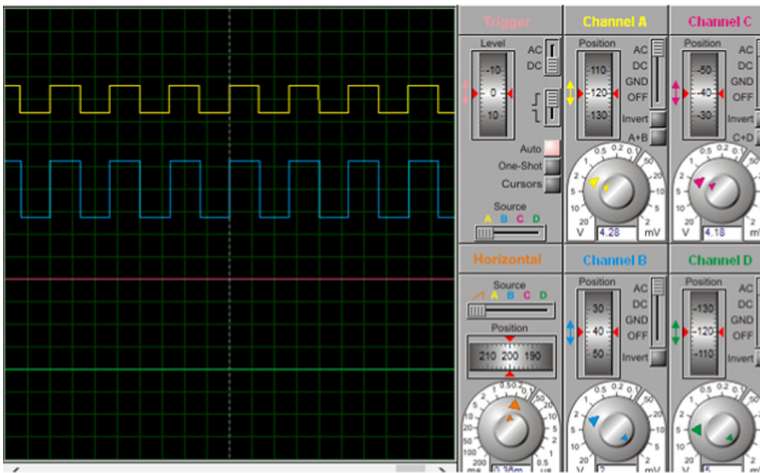 Trigger
Level
AC
DC
-10
0
10
Auto
One-Shot
Cursors
Source
A B C D
Channel A
Position
AC
DC
GND
OFF
110
120
130
Invert
A+B
V
4.28
mV
Channel C
Position
AC
DC
GND
OFF
-50
-40
-30
Invert
C+D
V
4.18
Horizontal
Source
A B C D
Position
210 200 190
Channel B
Position
AC
DC
GND
OFF
30
40
50
Invert
Channel D
Position
AC
DC
GND
OFF
-130
-120
-110
Invert